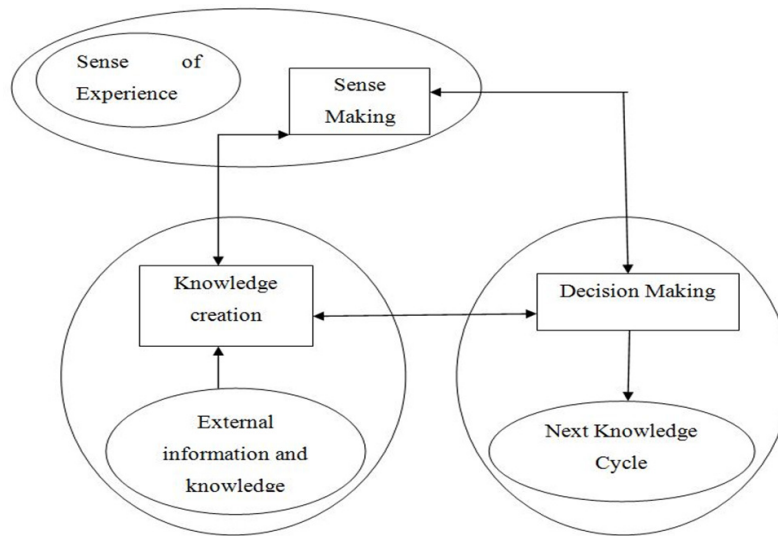 Sense of
Experience
Sense
Making
Knowledge
creation
Decision Making
External
information and
knowledge
Next Knowledge
Cycle